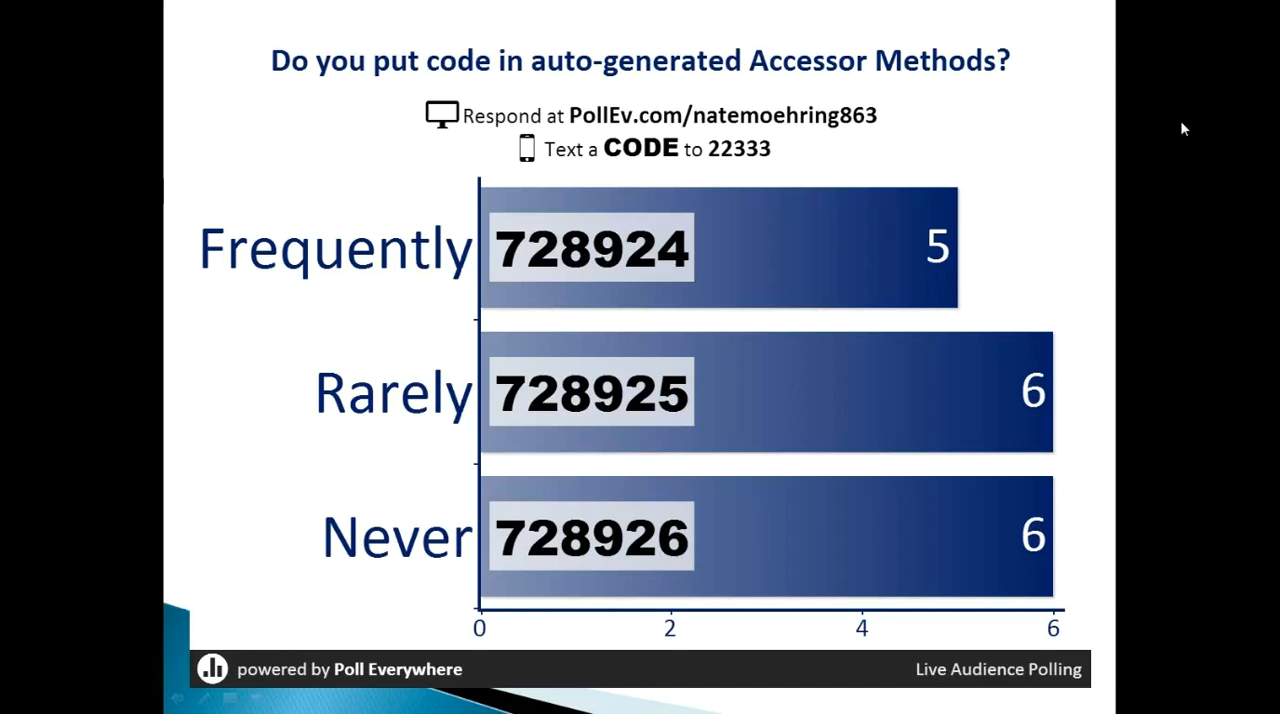 Do you put code in auto-generated Accessor Methods?
Respond at PollEv.com/natemoehring863
Text a CODE to 22333
Frequently 728924 5
Rarely 728925 6
Never 728926 6
0 2 4 6
powered by Poll Everywhere Live Audience Polling